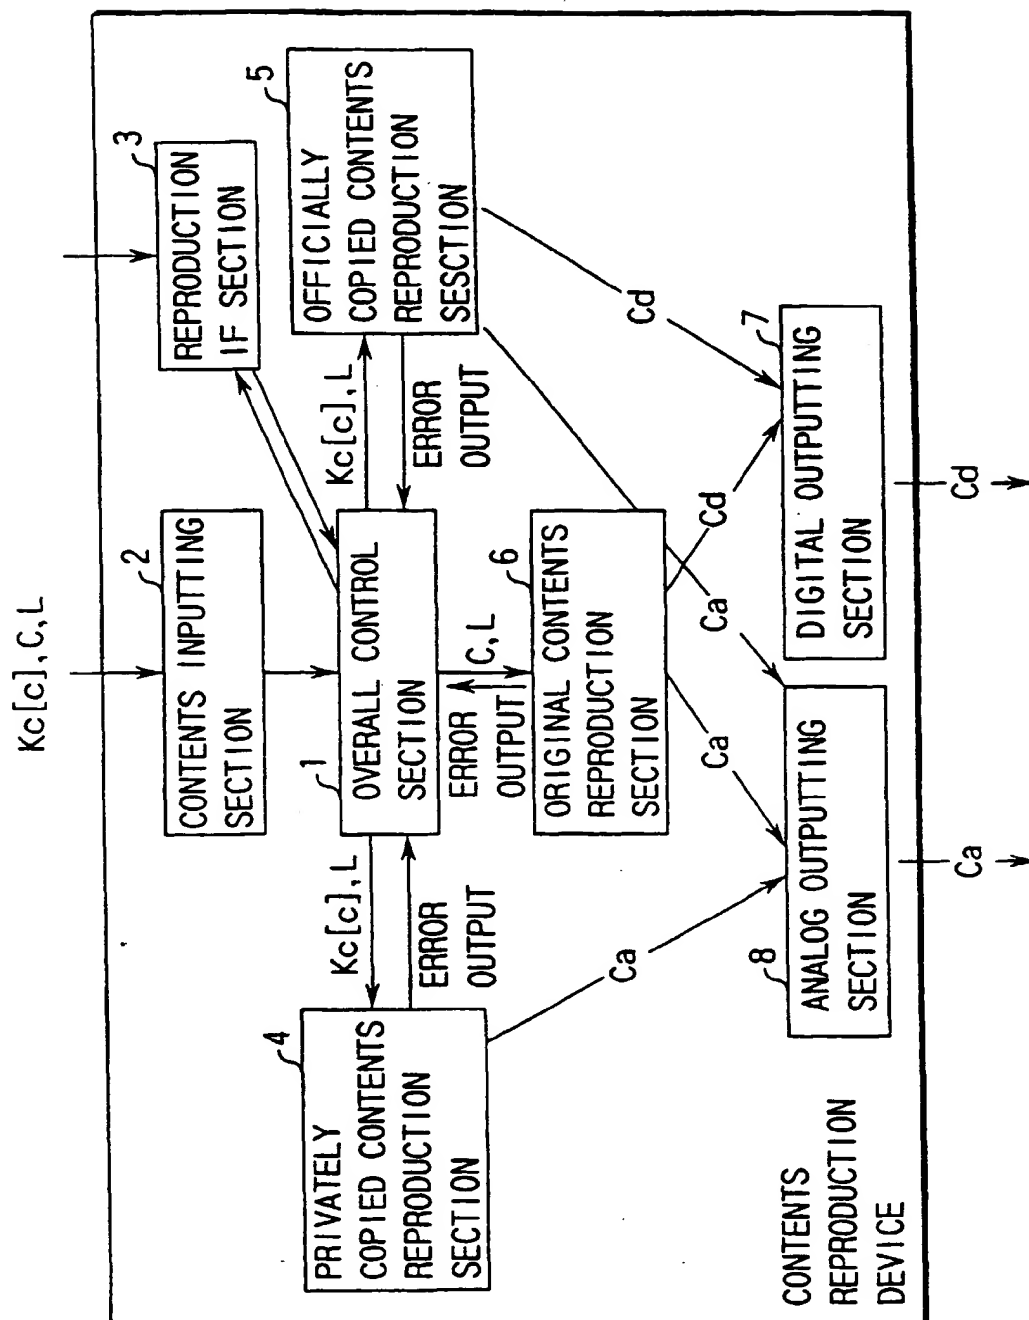 Kc[c],C,L
2
CONTENTS INPUTTING
SECTION
3
REPRODUCTION
IF SECTION
1
OVERALL CONTROL
SECTION
4
PRIVATELY
COPIED CONTENTS
REPRODUCTION
SECTION
5
OFFICIALLY
COPIED CONTENTS
REPRODUCTION
SESCTION
Kc[c],L
ERROR
OUTPUT
Kc[c],L
ERROR
OUTPUT
ERROR
OUTPUT
C,L
6
ORIGINAL CONTENTS
REPRODUCTION
SECTION
Ca
Ca
Cd
Ca
Cd
8
ANALOG OUTPUTTING
SECTION
7
DIGITAL OUTPUTTING
SECTION
Ca
Cd
CONTENTS
REPRODUCTION
DEVICE